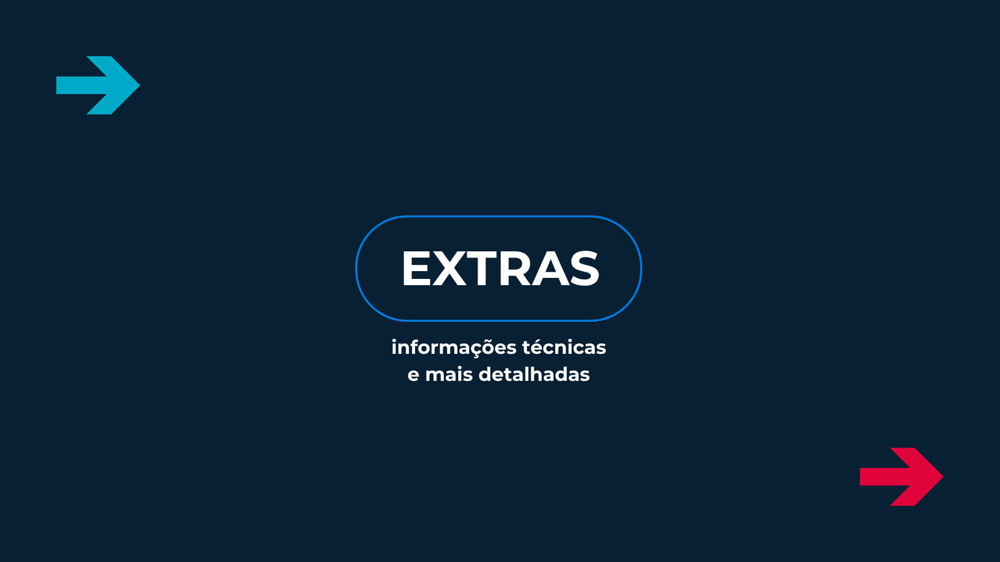 EXTRAS
informações técnicas
e mais detalhadas